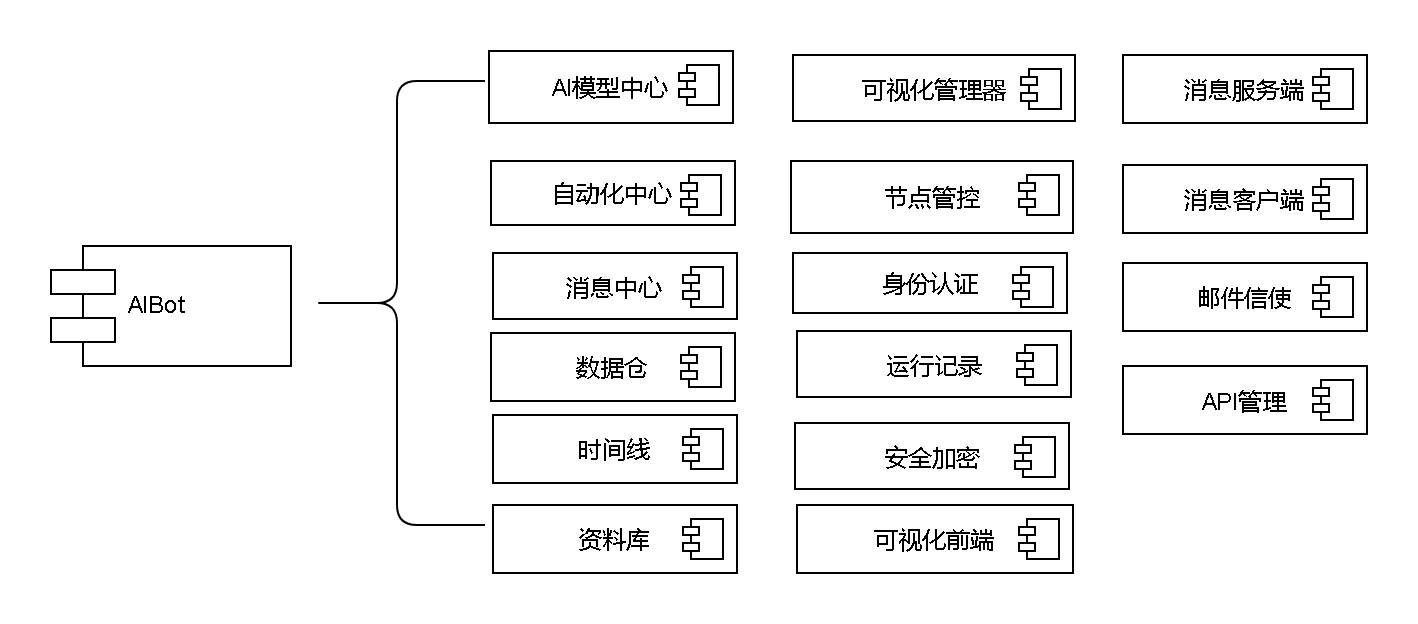 AIBot
AI模型中心
自动化中心
消息中心
数据仓
时间线
资料库
可视化管理器
节点管控
身份认证
运行记录
安全加密
可视化前端
消息服务端
消息客户端
邮件信使
API管理